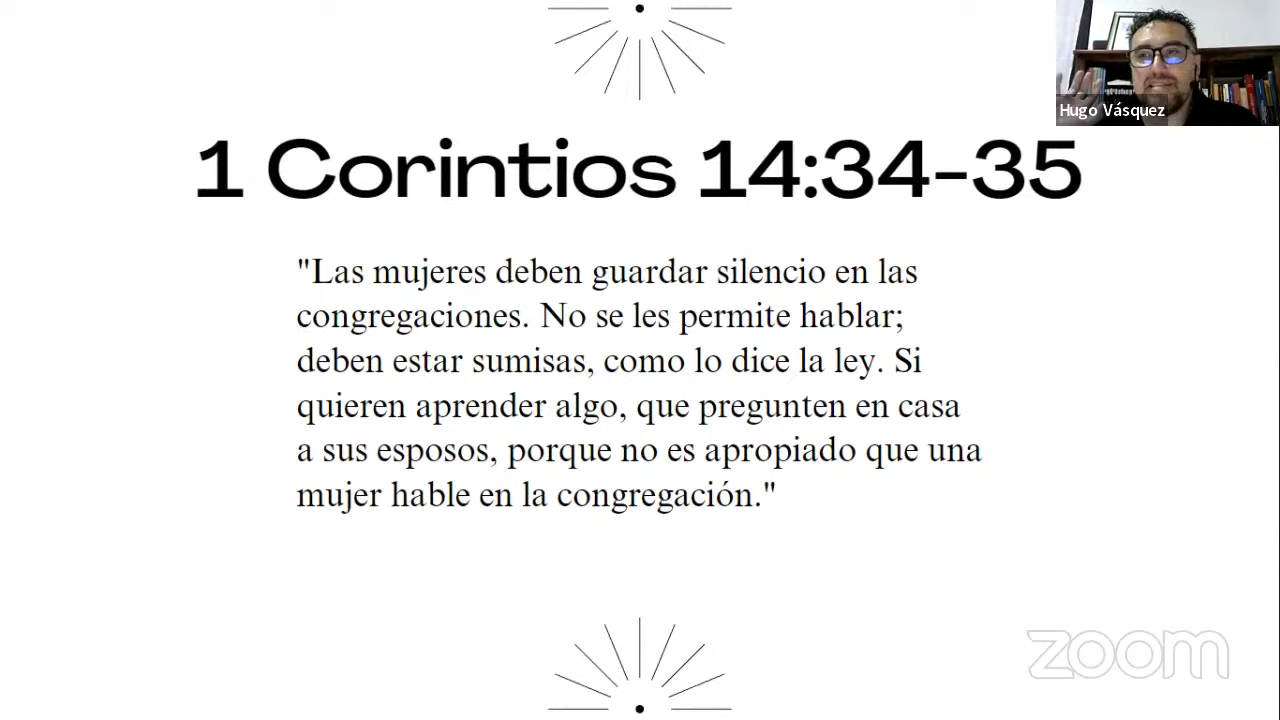 Hugo Vásquez
1 Corintios 14:34-35
"Las mujeres deben guardar silencio en las
congregaciones. No se les permite hablar;
deben estar sumisas, como lo dice la ley. Si
quieren aprender algo, que pregunten en casa
a sus esposos, porque no es apropiado que una
mujer hable en la congregación."
zoom